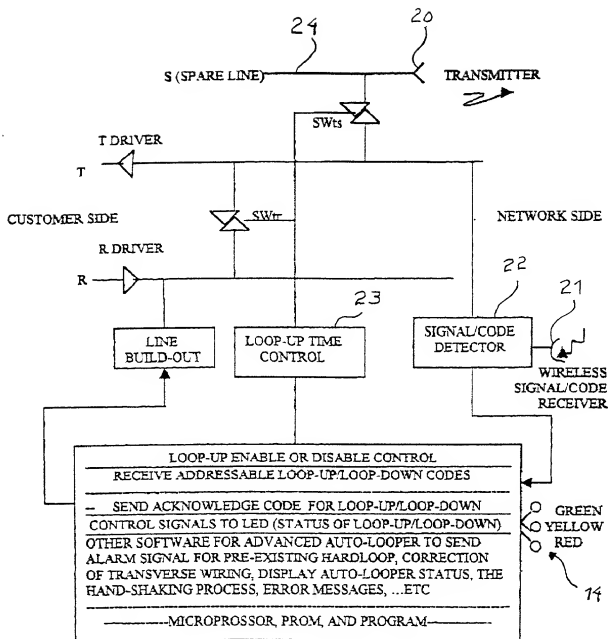 24
20
S (SPARE LINE)
TRANSMITTER
SWts
T DRIVER
T
CUSTOMER SIDE
SWtr
NETWORK SIDE
R DRIVER
R
23
22
21
LINE
BUILD-OUT
LOOP-UP TIME
CONTROL
SIGNAL/CODE
DETECTOR
WIRELESS
SIGNAL/CODE
RECEIVER
LOOP-UP ENABLE OR DISABLE CONTROL
RECEIVE ADDRESSABLE LOOP-UP/LOOP-DOWN CODES
SEND ACKNOWLEDGE CODE FOR LOOP-UP/LOOP-DOWN
CONTROL SIGNALS TO LED (STATUS OF LOOP-UP/LOOP-DOWN)
OTHER SOFTWARE FOR ADVANCED AUTO-LOOPER TO SEND
ALARM SIGNAL FOR PRE-EXISTING HARDLOOP, CORRECTION
OF TRANSVERSE WIRING, DISPLAY AUTO-LOOPER STATUS, THE
HAND-SHAKING PROCESS, ERROR MESSAGES, ...ETC
MICROPROSSOR, PROM, AND PROGRAM
GREEN
YELLOW
RED
14